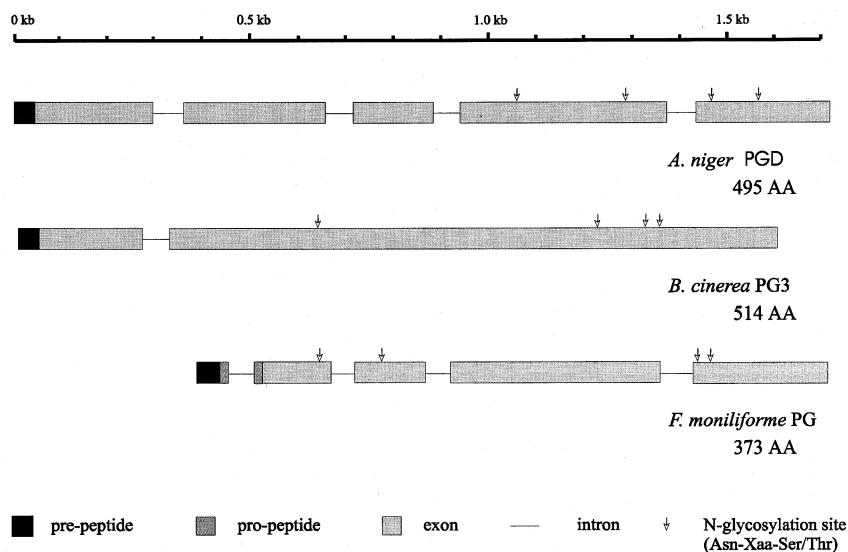 0 kb 0.5 kb 1.0 kb 1.5 kb
A. niger PGD
495 AA
B. cinerea PG3
514 AA
F. moniliforme PG
373 AA
pre-peptide pro-peptide exon intron N-glycosylation site
(Asn-Xaa-Ser/Thr)